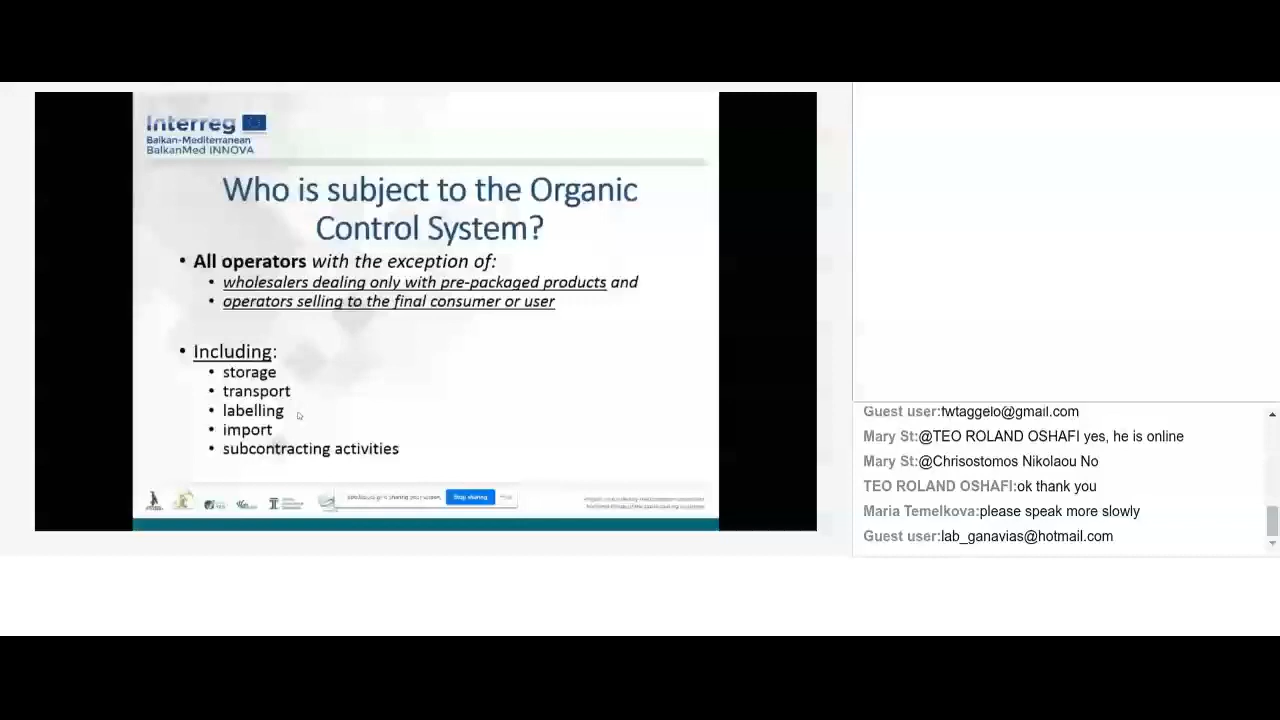 Interreg
Balkan-Mediterranean
BalkanMed INNOVA
Who is subject to the Organic
Control System?
• All operators with the exception of:
• wholesalers dealing only with pre-packaged products and
• operators selling to the final consumer or user
• Including:
• storage
• transport
• labelling
• import
• subcontracting activities
Stop sharing
Guest user:fwtaggelo@gmail.com
Mary St:@TEO ROLAND OSHAFI yes, he is online
Mary St:@Chrisostomos Nikolaou No
TEO ROLAND OSHAFI:ok thank you
Maria Temelkova:please speak more slowly
Guest user:lab_ganavias@hotmail.com